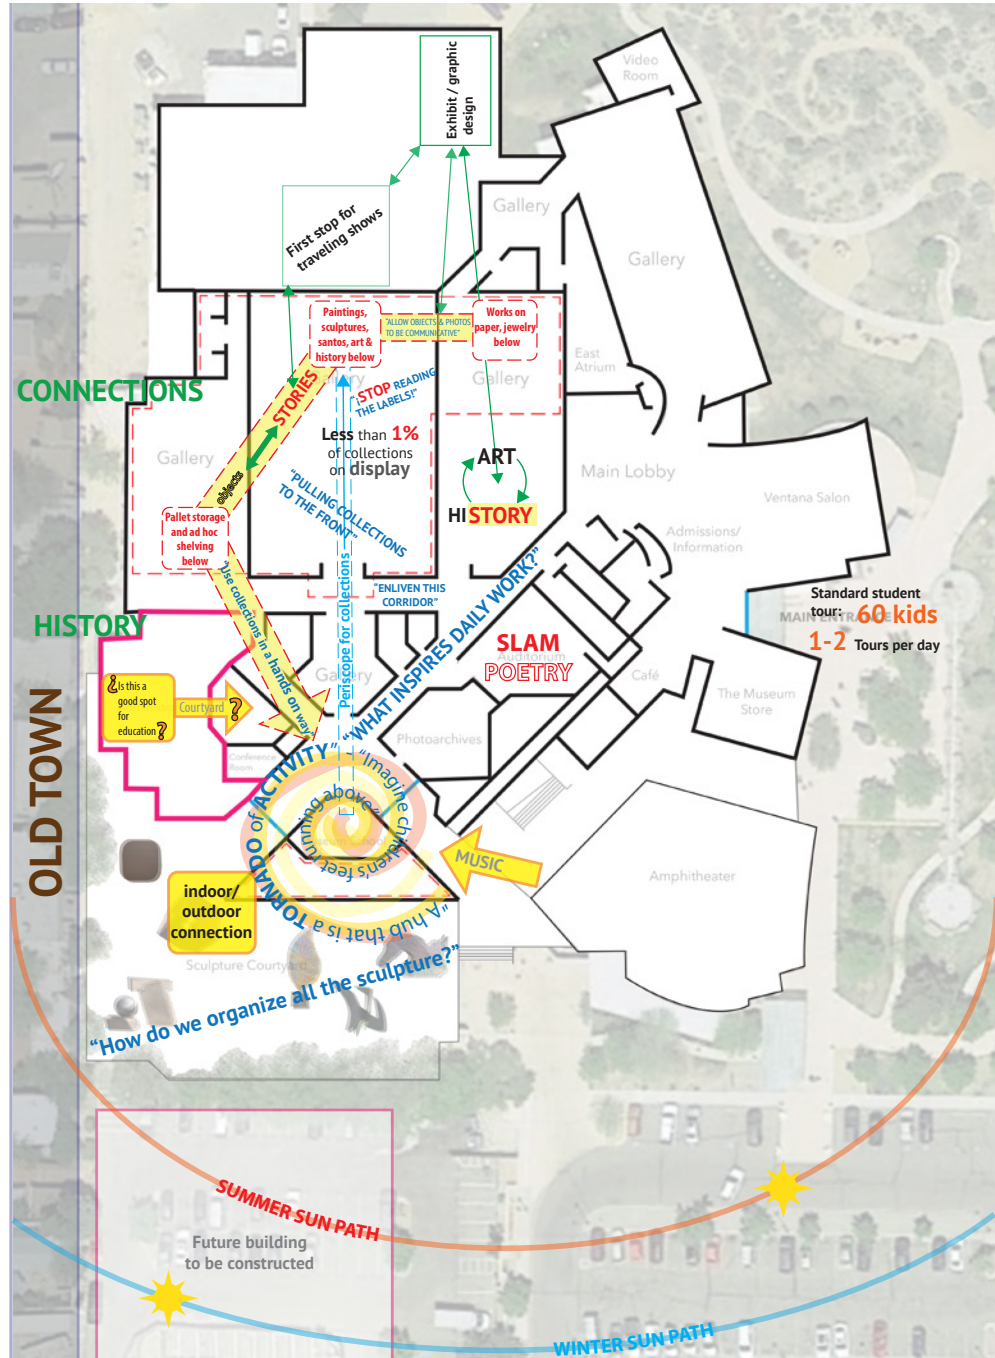 Video
Room
Exhibit / graphic
design
Gallery
Gallery
First stop for
traveling shows
Paintings,
sculptures,
santos, art &
history below
"ALLOW OBJECTS & PHOTOS
TO BE COMMUNICATIVE"
Works on
paper, jewelry
below
East
Atrium
CONNECTIONS
STORIES
objects
Gallery
"¡STOP READING
THE LABELS!"
Gallery
Gallery
Less than 1%
of collections
on display
ART
HISTORY
Main Lobby
Ventana Salon
Admissions/
Information
"PULLING COLLECTIONS
TO THE FRONT"
Pallet storage
and ad hoc
shelving
below
"Use collections in a hands on way"
Periscope for collections
"ENLIVEN THIS
CORRIDOR"
"WHAT INSPIRES DAILY WORK?"
Standard student
tour: 60 kids
1-2 Tours per day
MAIN ENTRANCE
HISTORY
SLAM
POETRY
Auditorium
Café
The Museum
Store
Gallery
¿Is this a
good spot
for
education?
Courtyard
?
OLD TOWN
Conference
Room
Photoarchives
"A hub that is a TORNADO of ACTIVITY" -
"Imagine children's feet running above"
MUSIC
Amphitheater
indoor/
outdoor
connection
Sculpture Courtyard
"How do we organize all the sculpture?"
SUMMER SUN PATH
Future building
to be constructed
WINTER SUN PATH